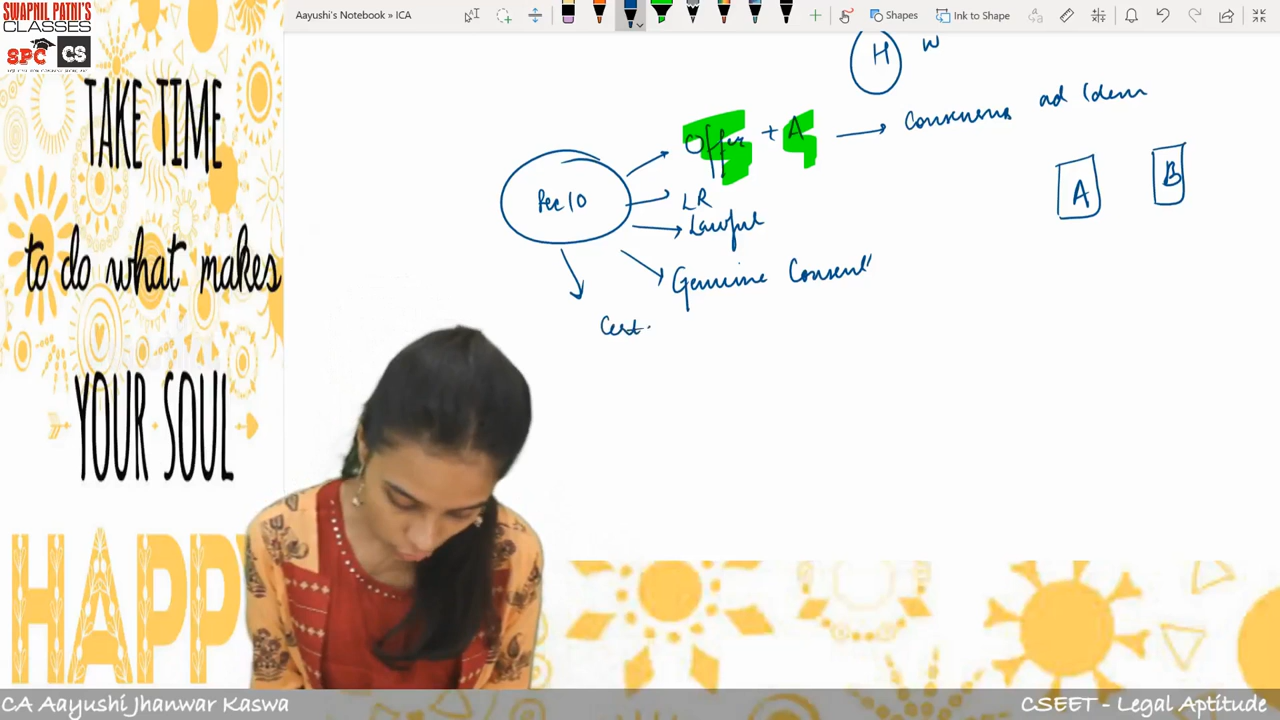 SWAPNIL PATNI'S
CLASSES
SPC CS
Aayushi's Notebook » ICA
Shapes
Ink to Shape
TAKE TIME
to do what makes
YOUR SOUL
HAPPY
H W
Offer + A → Consensus ad Idem
Sec 10
A B
LR
Lawful
Genuine Consent
Cert.
CA Aayushi Jhanwar Kaswa
CSEET - Legal Aptitude